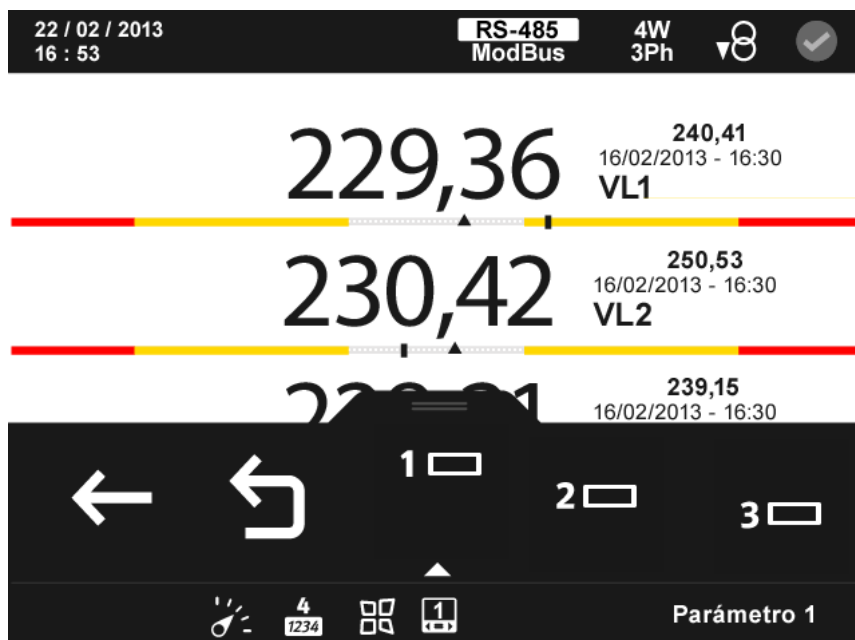 22 / 02 / 2013
16 : 53
RS-485
ModBus
4W
3Ph
229,36
240,41
16/02/2013 - 16:30
VL1
230,42
250,53
16/02/2013 - 16:30
VL2
239,15
16/02/2013 - 16:30
1
2
3
4
1234
1
Parámetro 1